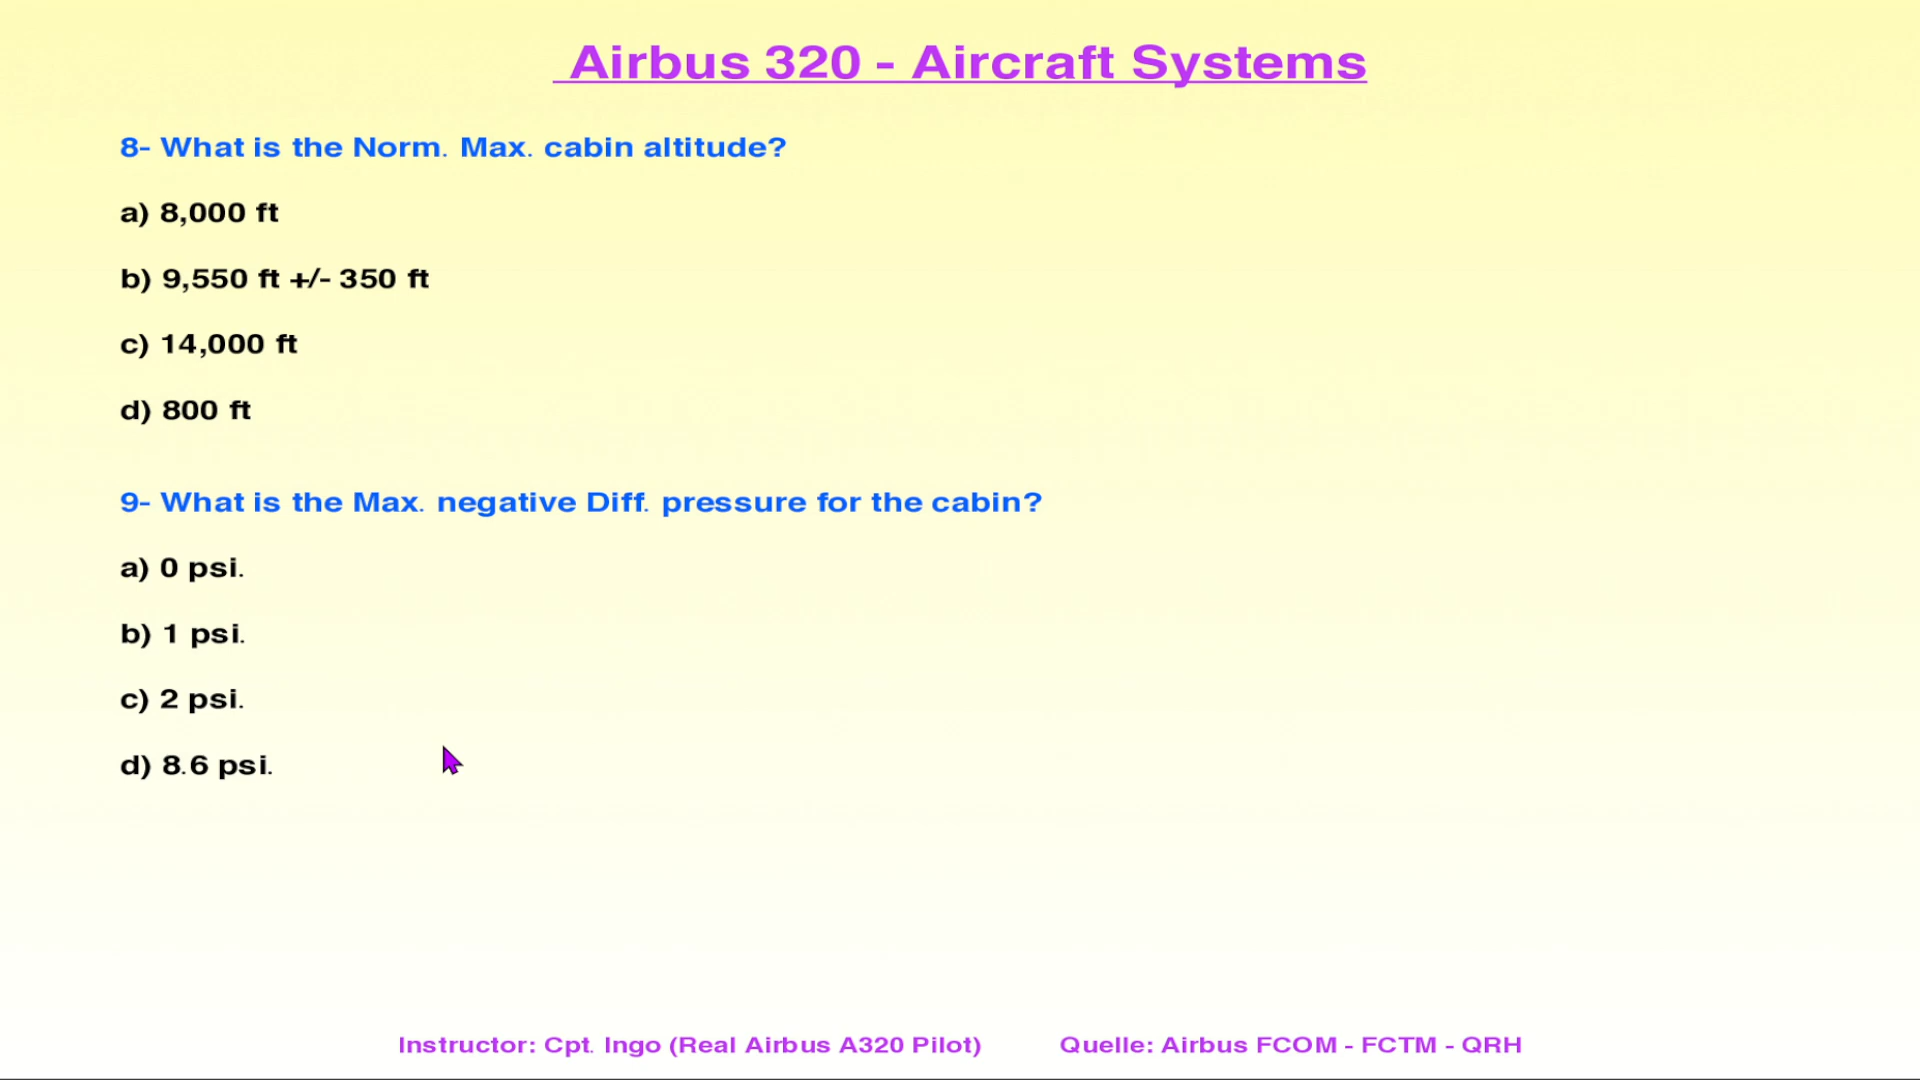 Airbus 320 - Aircraft Systems
8- What is the Norm. Max. cabin altitude?
a) 8,000 ft
b) 9,550 ft +/- 350 ft
c) 14,000 ft
d) 800 ft
9- What is the Max. negative Diff. pressure for the cabin?
a) 0 psi.
b) 1 psi.
c) 2 psi.
d) 8.6 psi.
Instructor: Cpt. Ingo (Real Airbus A320 Pilot) Quelle: Airbus FCOM - FCTM - QRH